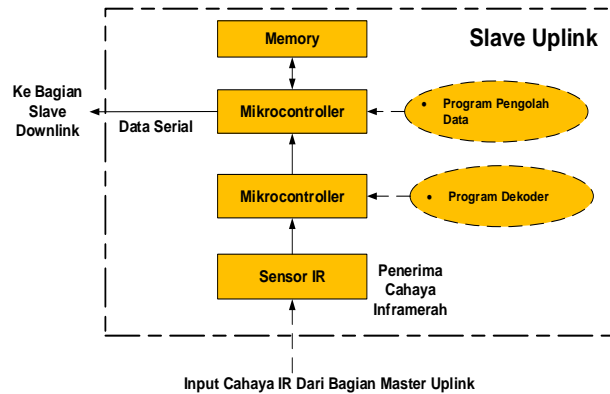 Slave Uplink
Memory
Ke Bagian
Slave
Downlink
Data Serial
Mikrocontroller
• Program Pengolah
Data
Mikrocontroller
• Program Dekoder
Sensor IR
Penerima
Cahaya
Inframerah
Input Cahaya IR Dari Bagian Master Uplink